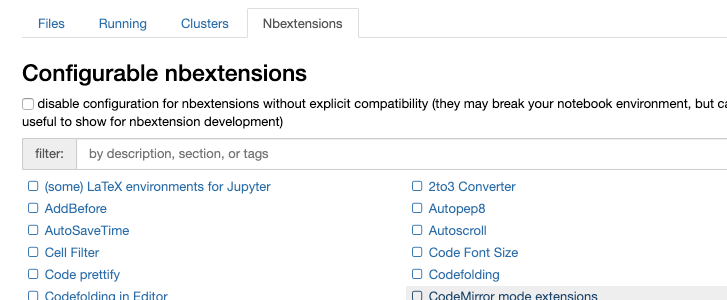 Files Running Clusters Nbextensions
Configurable nbextensions
disable configuration for nbextensions without explicit compatibility (they may break your notebook environment, but
useful to show for nbextension development)
filter: by description, section, or tags
(some) LaTeX environments for Jupyter 2to3 Converter
AddBefore Autopep8
AutoSaveTime Autoscroll
Cell Filter Code Font Size
Code prettify Codefolding
Codefolding in Editor CodeMirror mode extensions